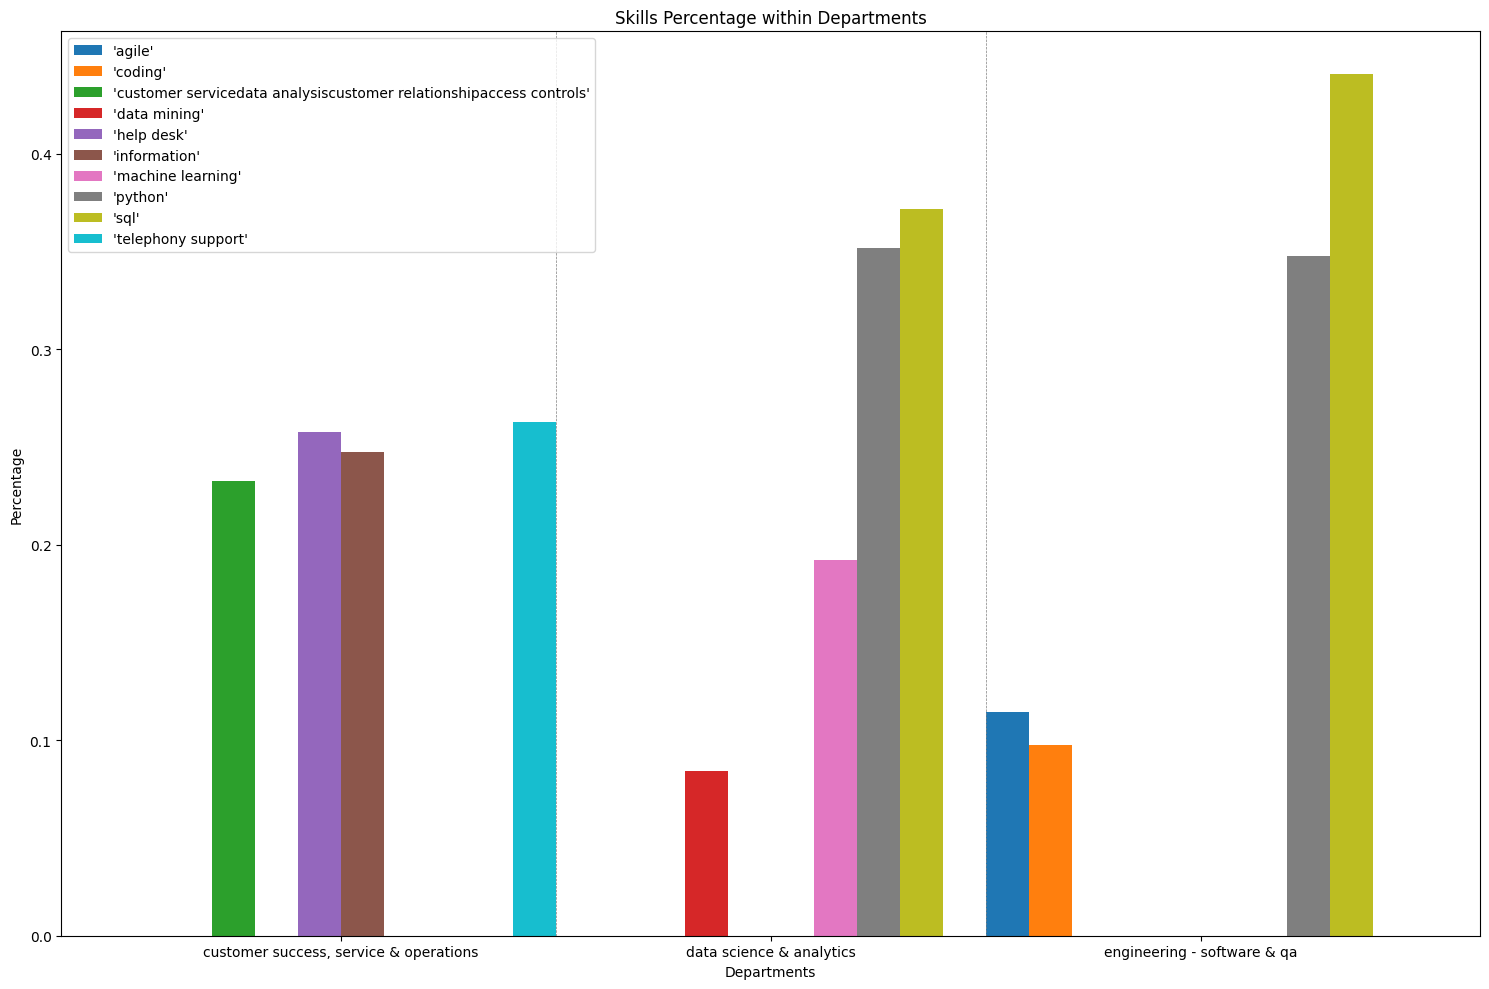 Skills Percentage within Departments
'agile'
'coding'
'customer servicedata analysiscustomer relationshipaccess controls'
'data mining'
'help desk'
'information'
'machine learning'
'python'
'sql'
'telephony support'
Percentage
0.4
0.3
0.2
0.1
0.0
customer success, service & operations data science & analytics engineering - software & qa
Departments